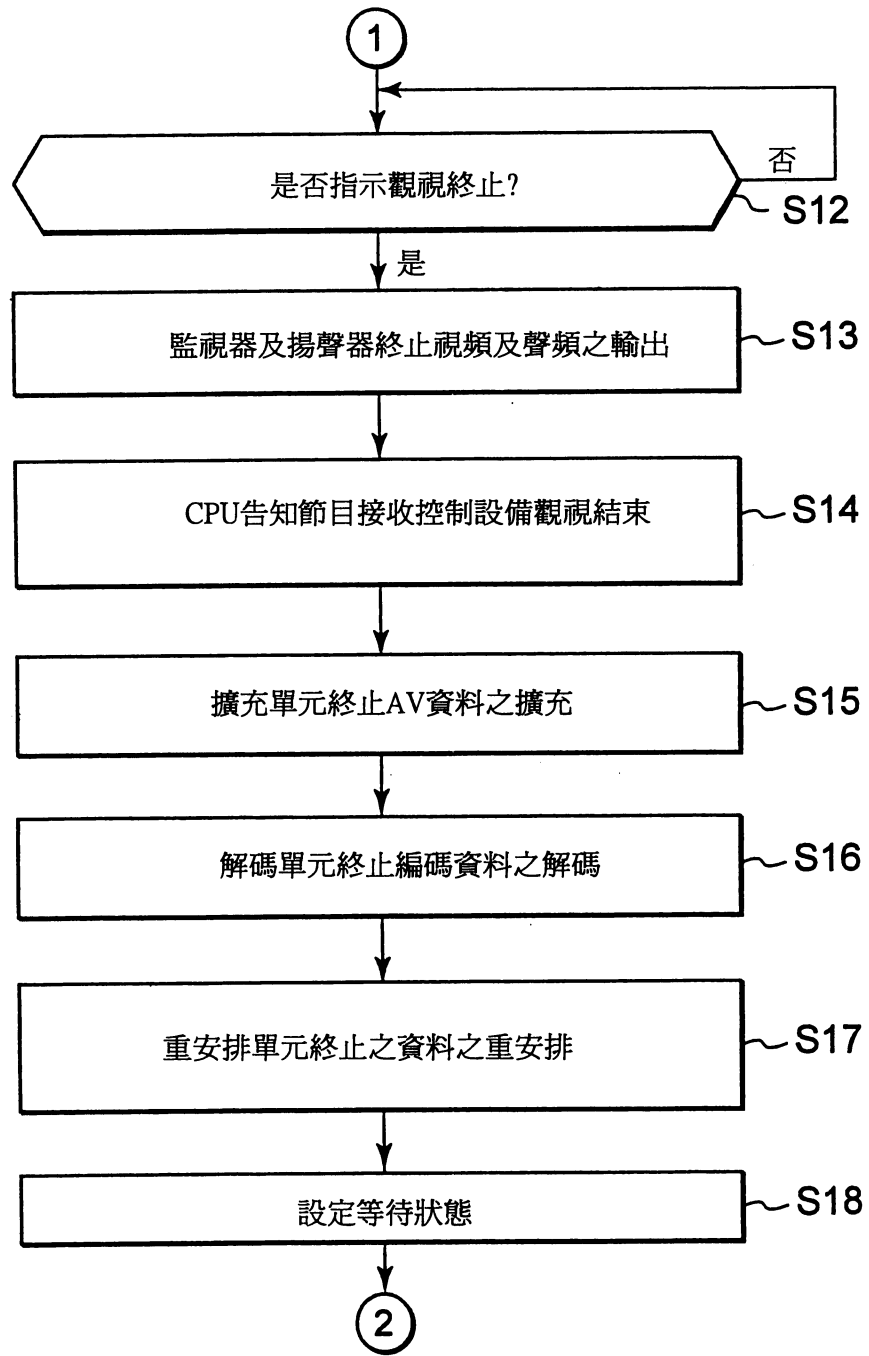 1
否
是否指示觀視終止?
S12
是
監視器及揚聲器終止視頻及聲頻之輸出
S13
CPU告知節目接收控制設備觀視結束
S14
擴充單元終止AV資料之擴充
S15
解碼單元終止編碼資料之解碼
S16
重安排單元終止之資料之重安排
S17
設定等待狀態
S18
2